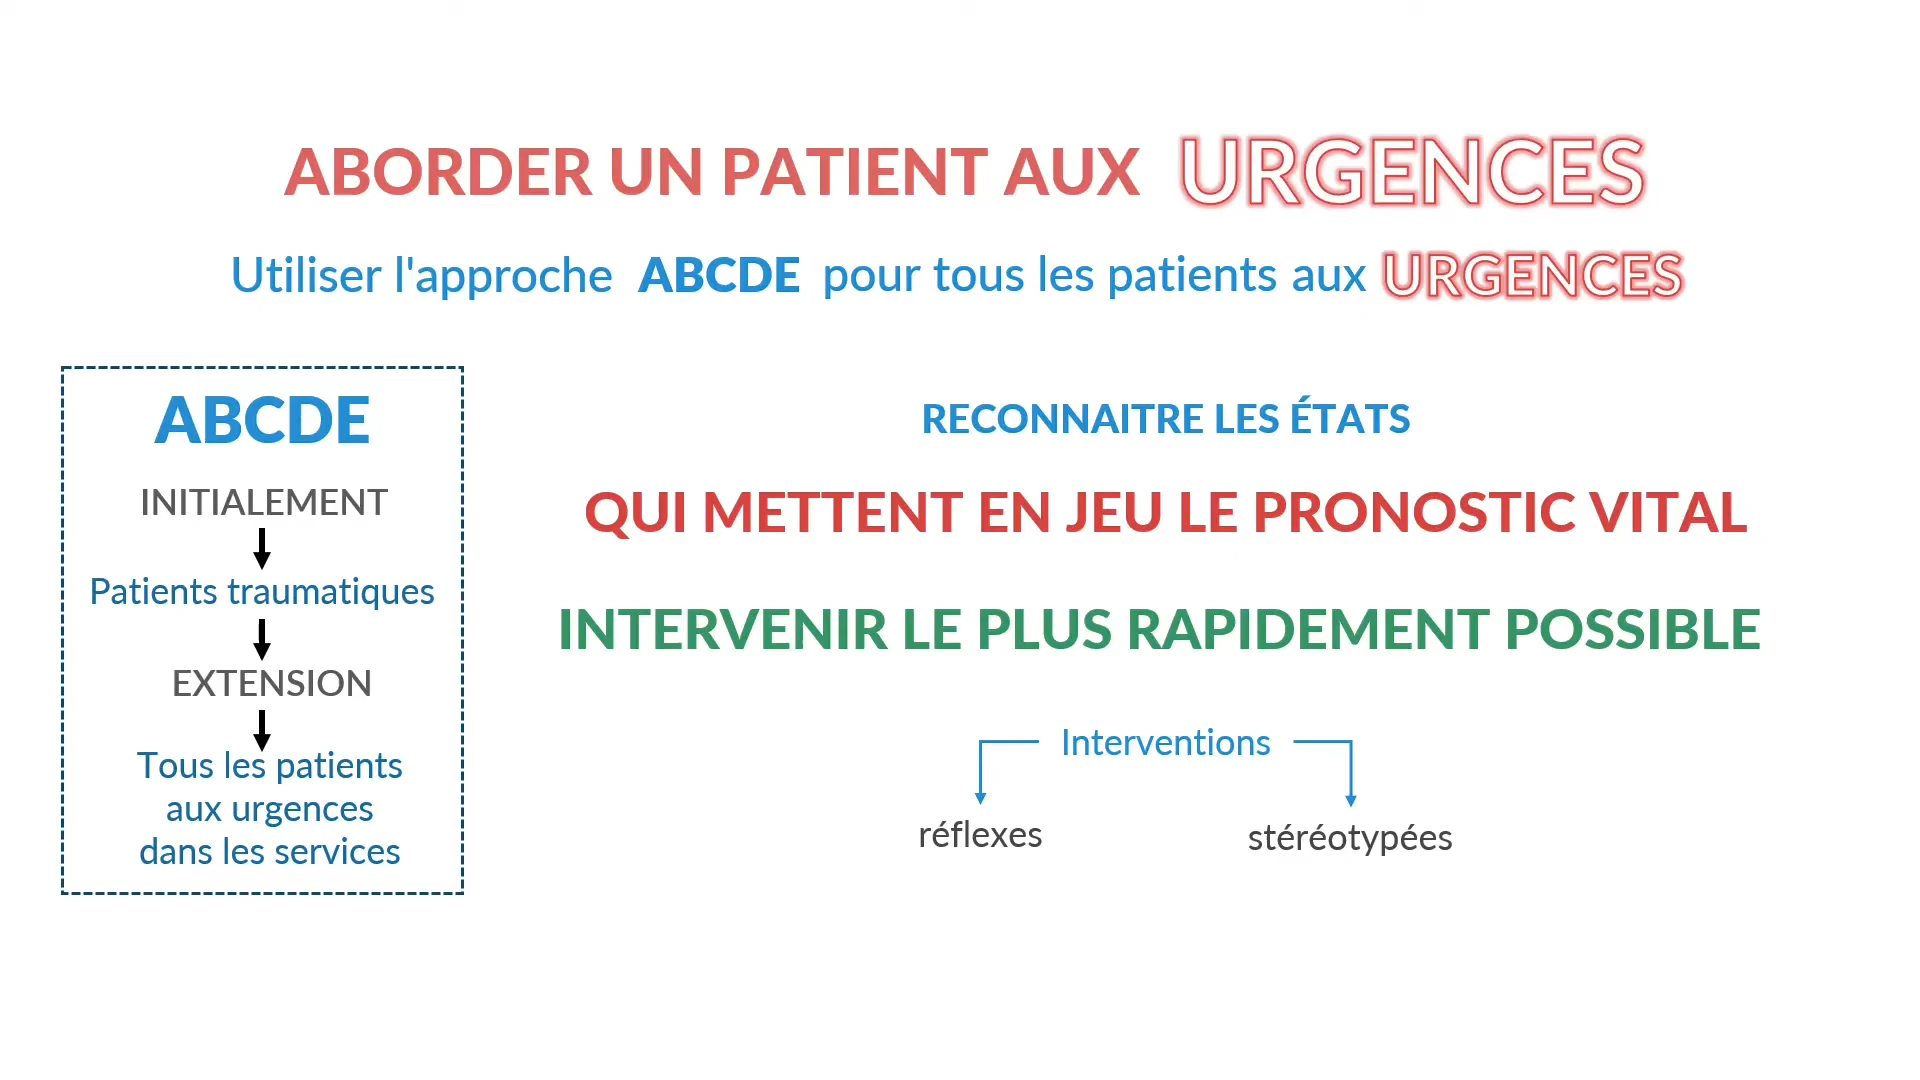 ABORDER UN PATIENT AUX URGENCES
Utiliser l'approche ABCDE pour tous les patients aux URGENCES
ABCDE
INITIALEMENT
Patients traumatiques
EXTENSION
Tous les patients
aux urgences
dans les services
RECONNAITRE LES ÉTATS
QUI METTENT EN JEU LE PRONOSTIC VITAL
INTERVENIR LE PLUS RAPIDEMENT POSSIBLE
Interventions
réflexes
stéréotypées